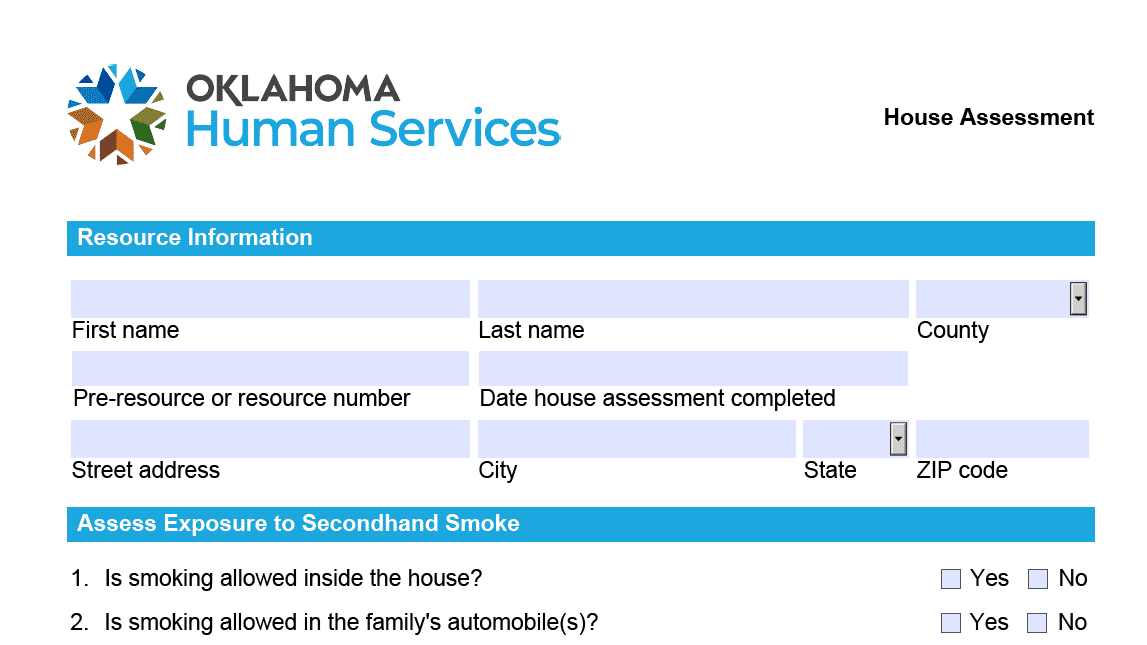 OKLAHOMA
Human Services
House Assessment
Resource Information
First name Last name County
Pre-resource or resource number Date house assessment completed
Street address City State ZIP code
Assess Exposure to Secondhand Smoke
1. Is smoking allowed inside the house? Yes No
2. Is smoking allowed in the family's automobile(s)? Yes No